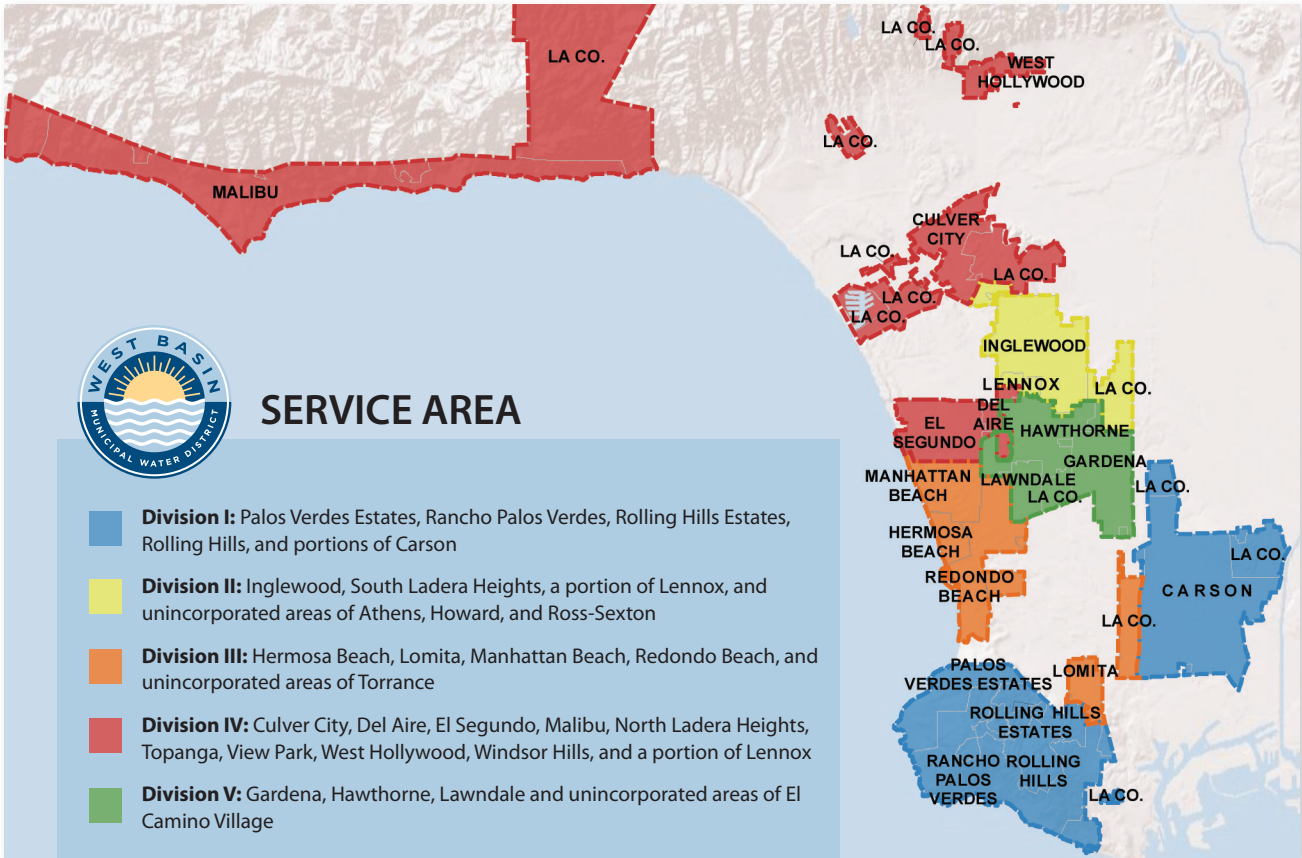 LA CO.
LA CO.
LA CO.
WEST
HOLLYWOOD
LA CO.
MALIBU
CULVER
CITY
LA CO.
LA CO.
LA CO.
LA CO.
INGLEWOOD
LENNOX
LA CO.
DEL
AIRE
EL
SEGUNDO
HAWTHORNE
GARDENA
MANHATTAN
BEACH
LAWNDALE
LA CO.
LA CO.
HERMOSA
BEACH
LA CO.
REDONDO
BEACH
CARSON
LA CO.
PALOS
VERDES ESTATES
LOMITA
ROLLING HILLS
ESTATES
RANCHO
PALOS
VERDES
ROLLING
HILLS
LA CO.
WEST BASIN
MUNICIPAL WATER DISTRICT
SERVICE AREA
Division I: Palos Verdes Estates, Rancho Palos Verdes, Rolling Hills Estates,
Rolling Hills, and portions of Carson
Division II: Inglewood, South Ladera Heights, a portion of Lennox, and
unincorporated areas of Athens, Howard, and Ross-Sexton
Division III: Hermosa Beach, Lomita, Manhattan Beach, Redondo Beach, and
unincorporated areas of Torrance
Division IV: Culver City, Del Aire, El Segundo, Malibu, North Ladera Heights,
Topanga, View Park, West Hollywood, Windsor Hills, and a portion of Lennox
Division V: Gardena, Hawthorne, Lawndale and unincorporated areas of El
Camino Village